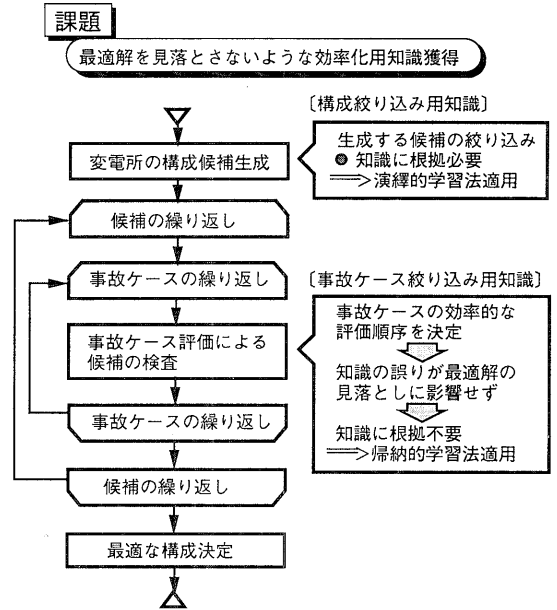 課題
最適解を見落とさないような効率化用知識獲得
〔構成絞り込み用知識〕
変電所の構成候補生成
生成する候補の絞り込み
● 知識に根拠必要
⇒演繹的学習法適用
候補の繰り返し
事故ケースの繰り返し
〔事故ケース絞り込み用知識〕
事故ケース評価による
候補の検査
事故ケースの効率的な
評価順序を決定
知識の誤りが最適解の
見落としに影響せず
知識に根拠不要
⇒帰納的学習法適用
事故ケースの繰り返し
候補の繰り返し
最適な構成決定